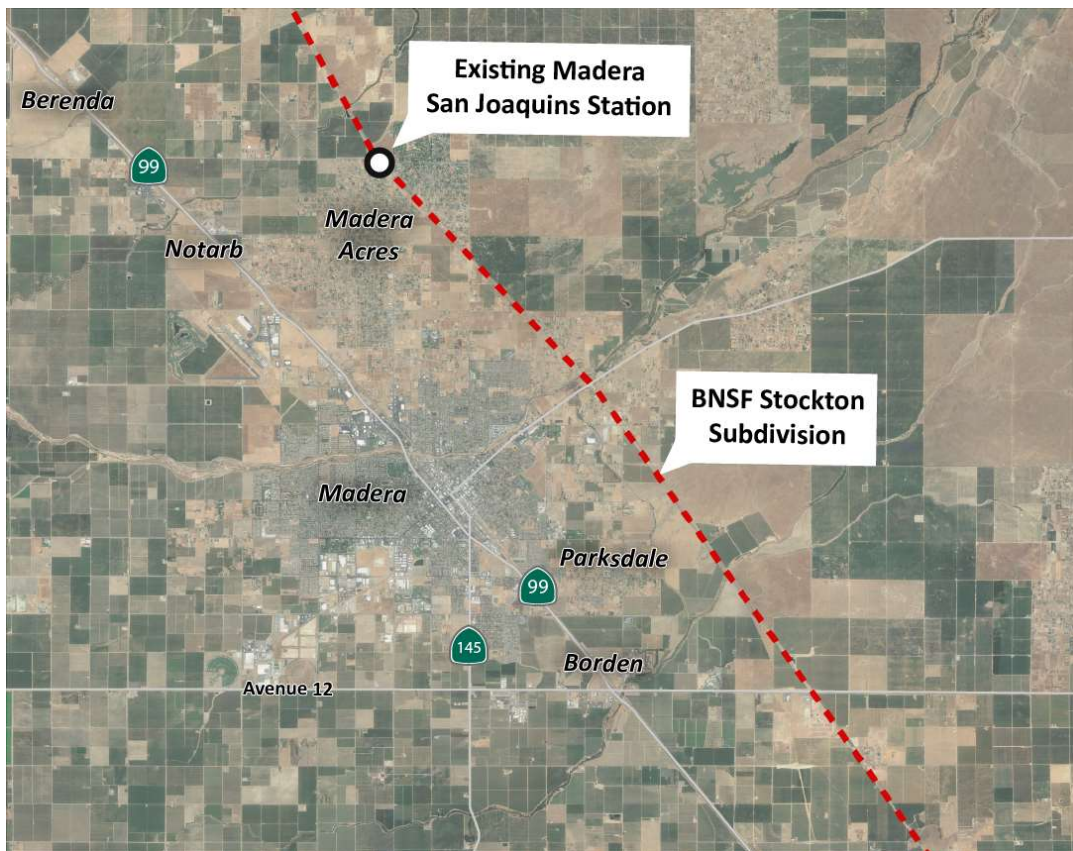 Existing Madera
San Joaquins Station
Berenda
99
Madera
Acres
Notarb
BNSF Stockton
Subdivision
Madera
Parksdale
99
145
Borden
Avenue 12